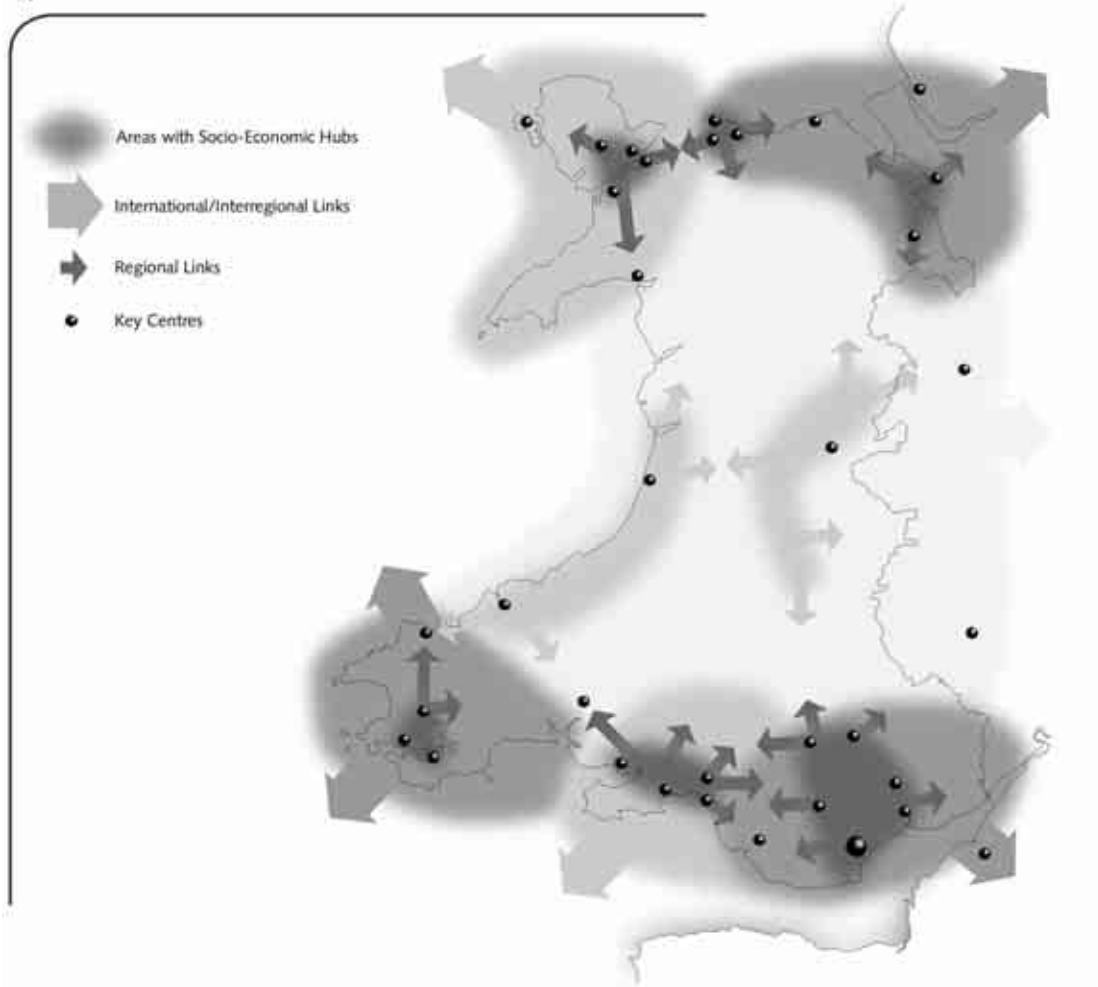 Areas with Socio-Economic Hubs
International/Interregional Links
Regional Links
Key Centres